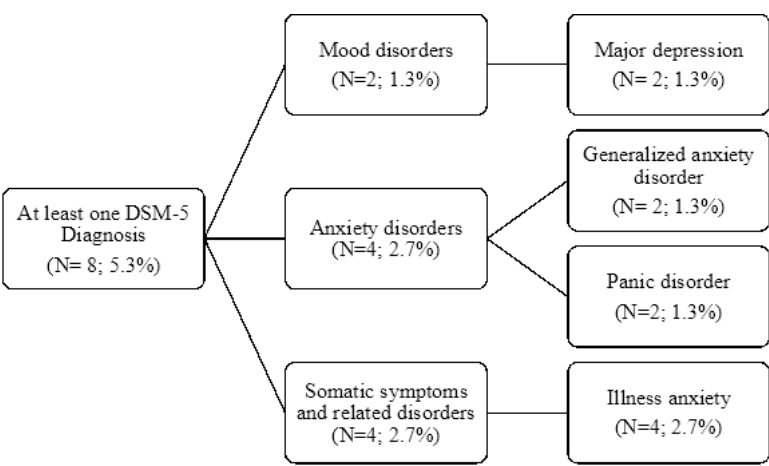 Mood disorders
(N=2; 1.3%)
Major depression
(N= 2; 1.3%)
Generalized anxiety
disorder
(N= 2; 1.3%)
At least one DSM-5
Diagnosis
(N= 8; 5.3%)
Anxiety disorders
(N=4; 2.7%)
Panic disorder
(N=2; 1.3%)
Somatic symptoms
and related disorders
(N=4; 2.7%)
Illness anxiety
(N=4; 2.7%)